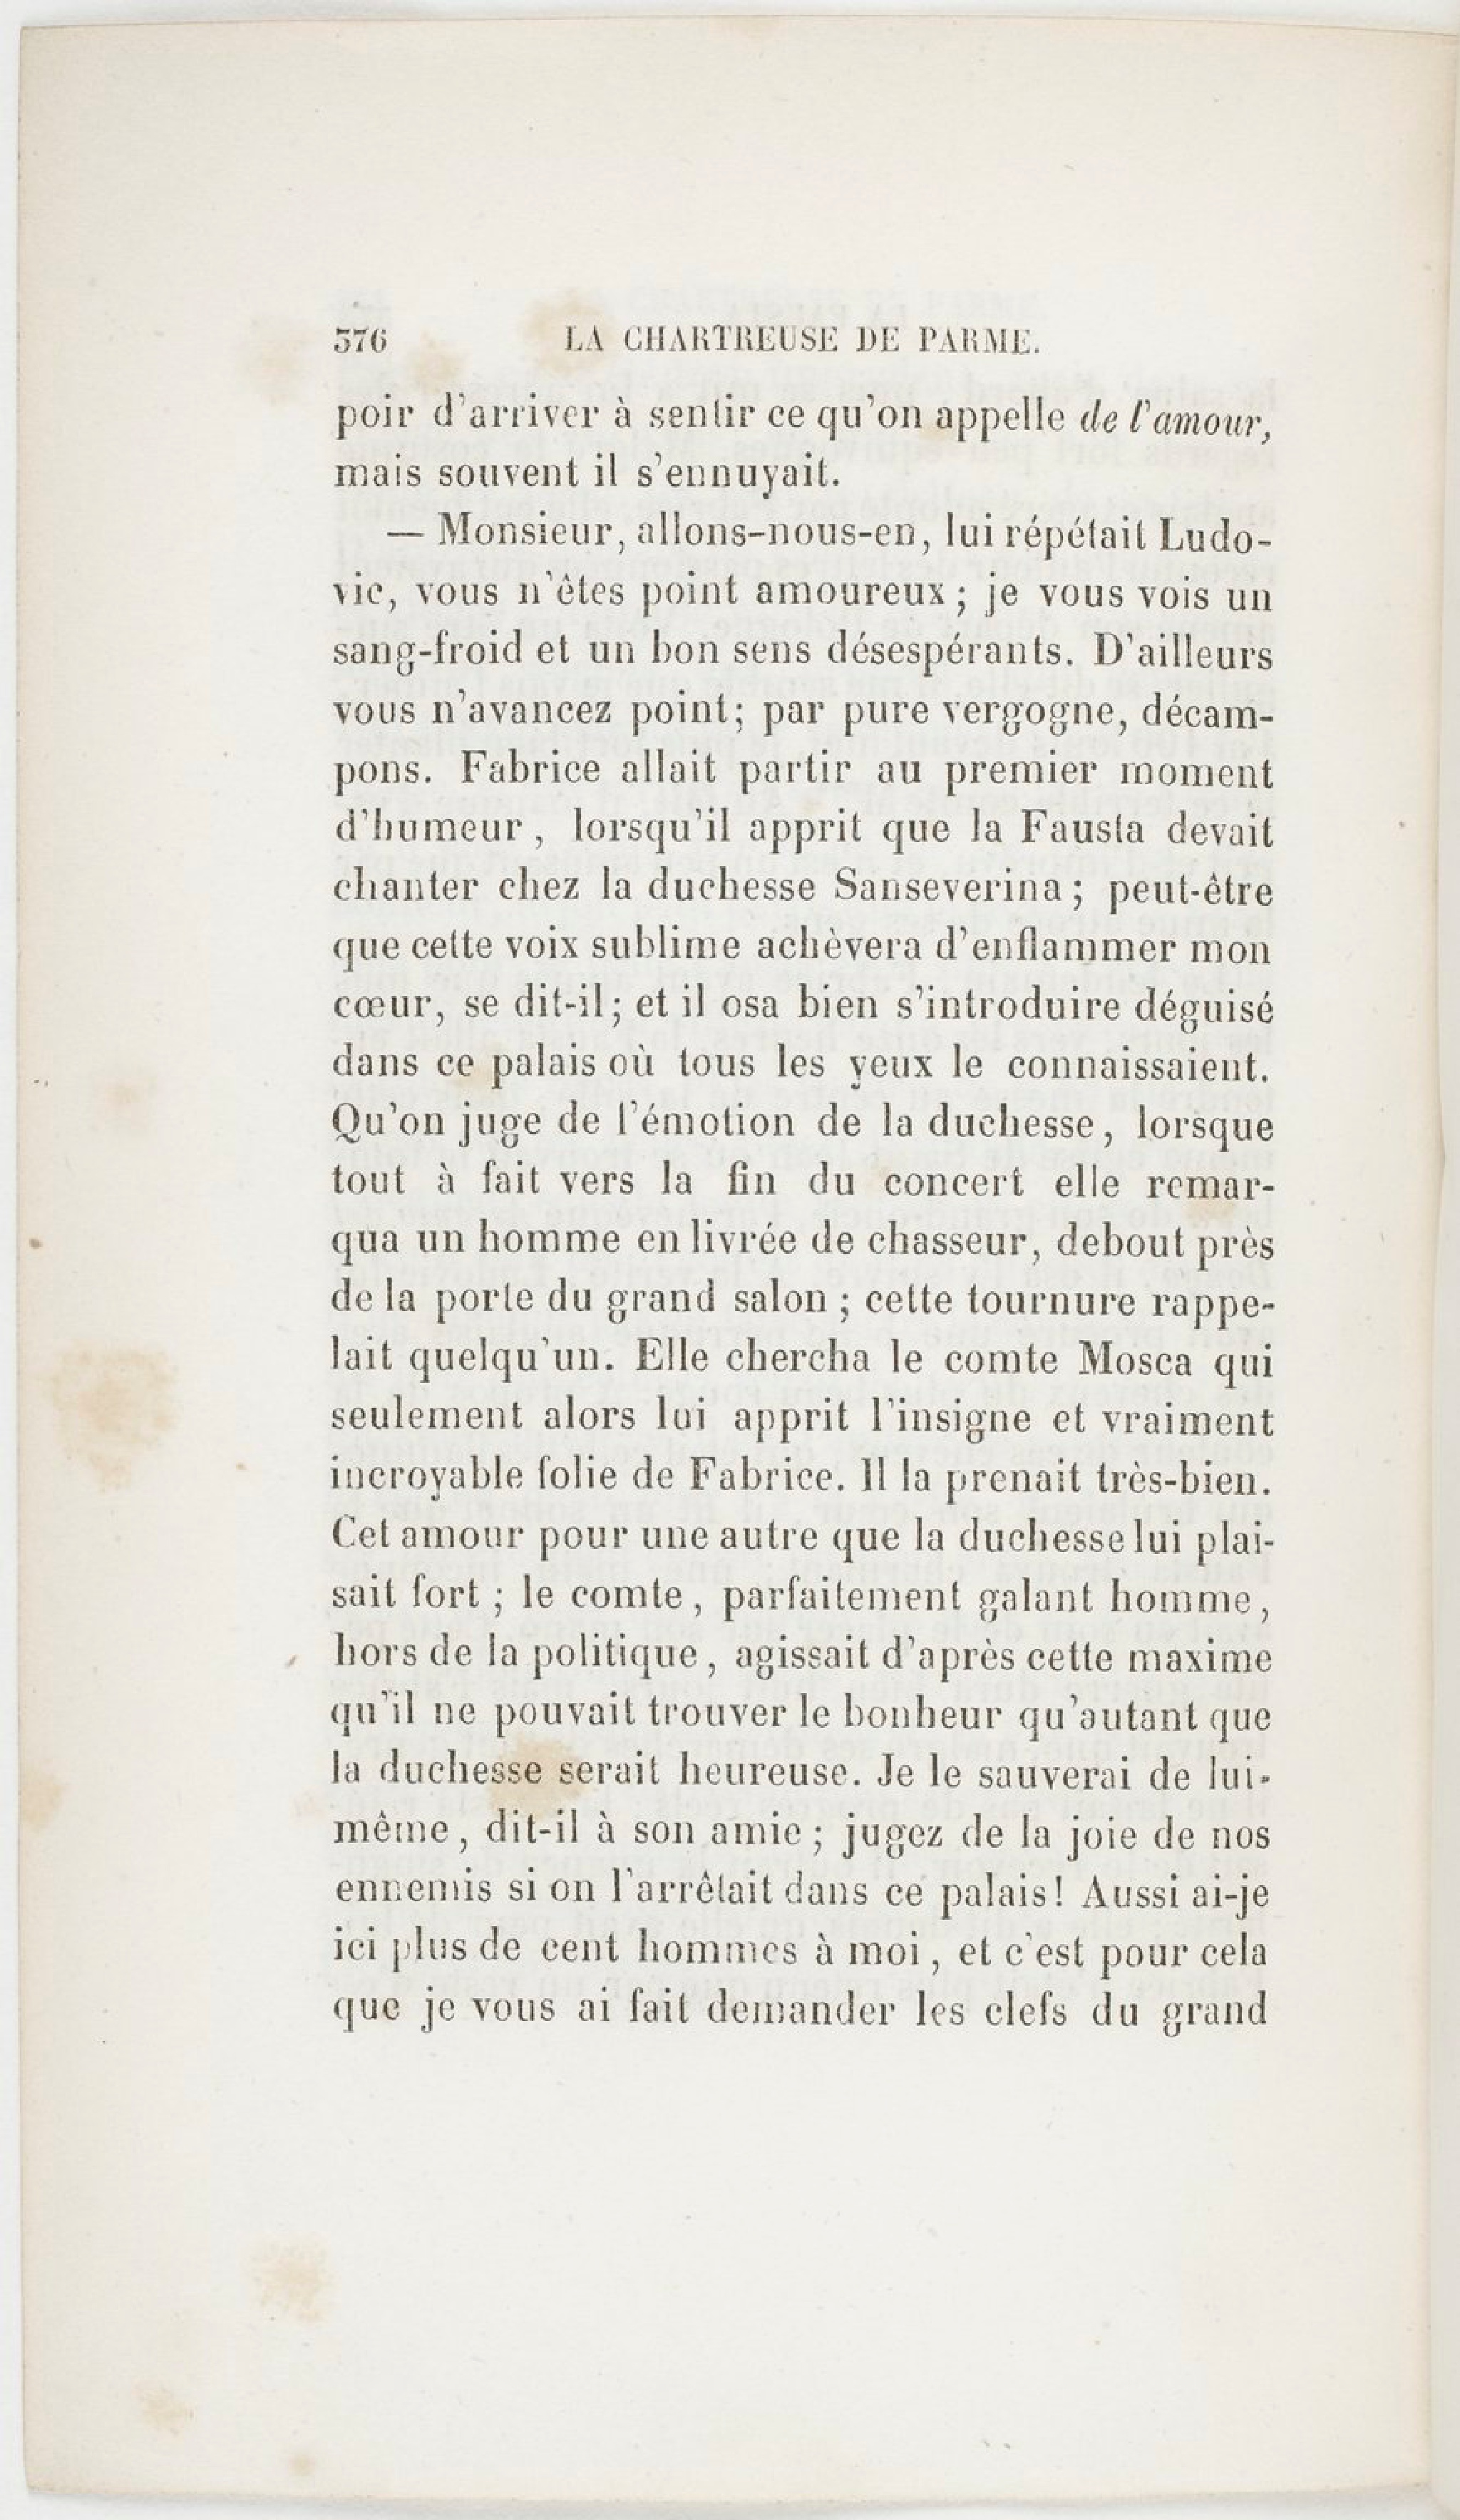 376 LA CHARTREUSE DE PARME.
poir d'arriver à sentir ce qu'on appelle de l'amour,
mais souvent il s'ennuyait.
— Monsieur, allons-nous-en, lui répétait Ludo-
vic, vous n'êtes point amoureux ; je vous vois un
sang-froid et un bon sens désespérants. D'ailleurs
vous n'avancez point; par pure vergogne, décam-
pons. Fabrice allait partir au premier moment
d'humeur, lorsqu'il apprit que la Fausta devait
chanter chez la duchesse Sanseverina ; peut-être
que cette voix sublime achèvera d'enflammer mon
cœur, se dit-il; et il osa bien s'introduire déguisé
dans ce palais où tous les yeux le connaissaient.
Qu'on juge de l'émotion de la duchesse, lorsque
tout à fait vers la fin du concert elle remar-
qua un homme en livrée de chasseur, debout près
de la porte du grand salon ; cette tournure rappe-
lait quelqu'un. Elle chercha le comte Mosca qui
seulement alors lui apprit l'insigne et vraiment
incroyable folie de Fabrice. Il la prenait très-bien.
Cet amour pour une autre que la duchesse lui plai-
sait fort ; le comte, parfaitement galant homme,
hors de la politique, agissait d'après cette maxime
qu'il ne pouvait trouver le bonheur qu'autant que
la duchesse serait heureuse. Je le sauverai de lui-
même, dit-il à son amie ; jugez de la joie de nos
ennemis si on l'arrêtait dans ce palais! Aussi ai-je
ici plus de cent hommes à moi, et c'est pour cela
que je vous ai fait demander les clefs du grand